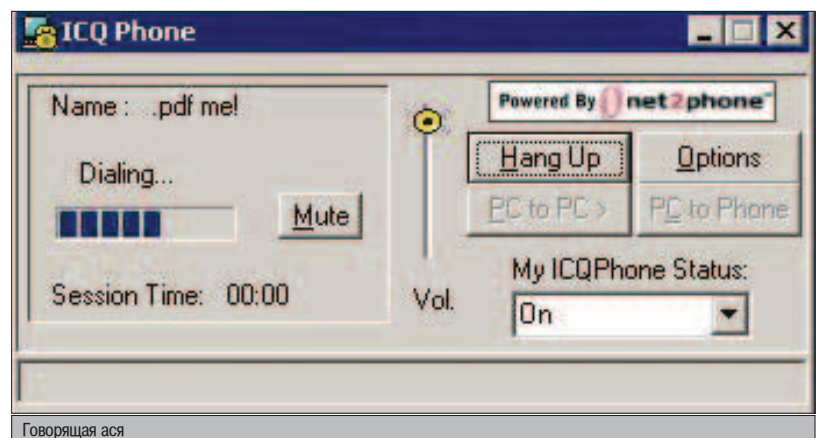 ICQ Phone
Name : .pdf me!
Dialing...
Mute
Session Time: 00:00
Vol.
Powered By net2phone™
Hang Up
Options
PC to PC >
PC to Phone
My ICQPhone Status:
On
Говорящая ася